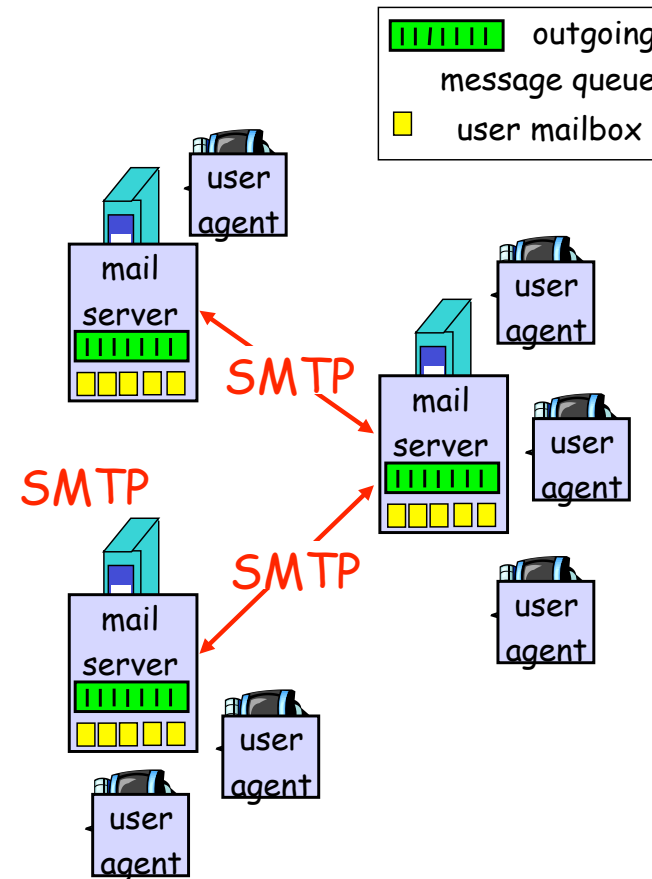 outgoing
message queue
user mailbox
user
agent
mail
server
user
agent
SMTP
mail
server
user
agent
SMTP
mail
server
SMTP
user
agent
user
agent
user
agent